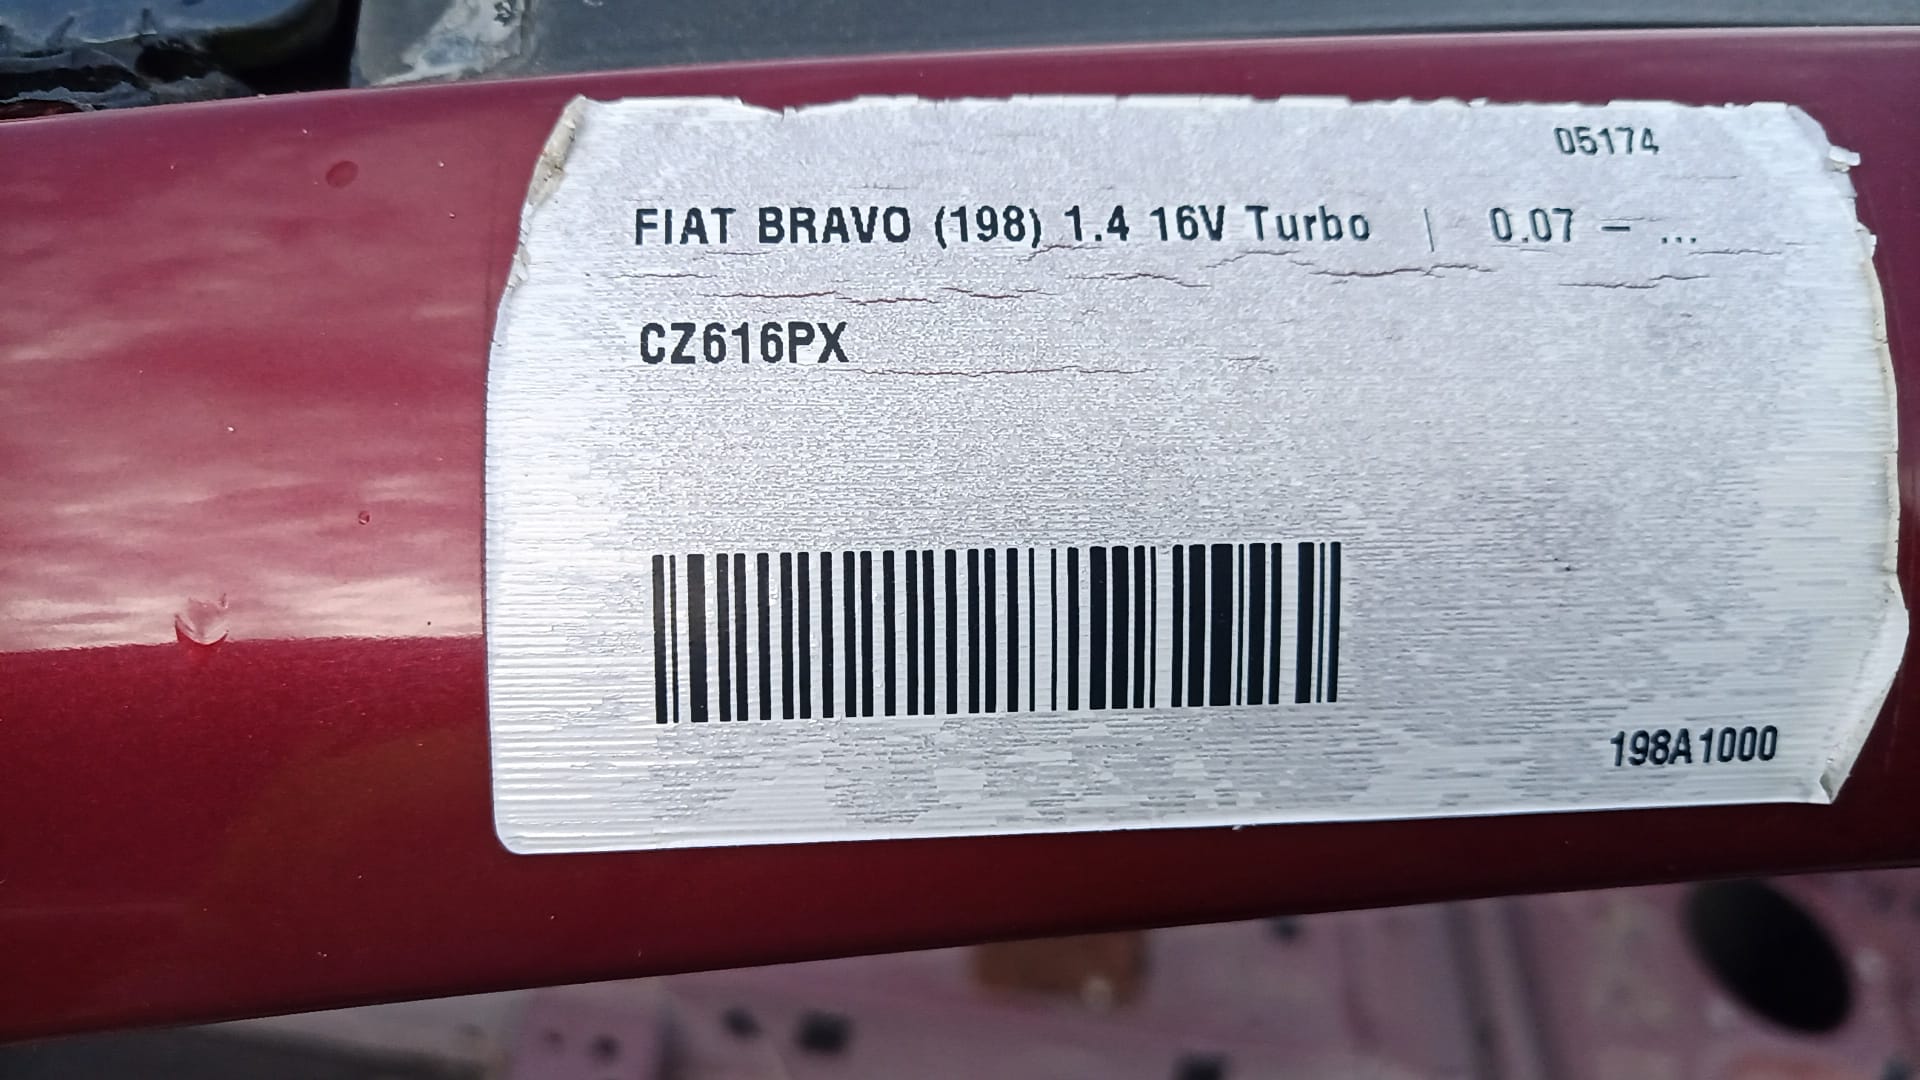 05174
FIAT BRAVO (198) 1.4 16V Turbo | 0.07 – ...
CZ616PX
198A1000